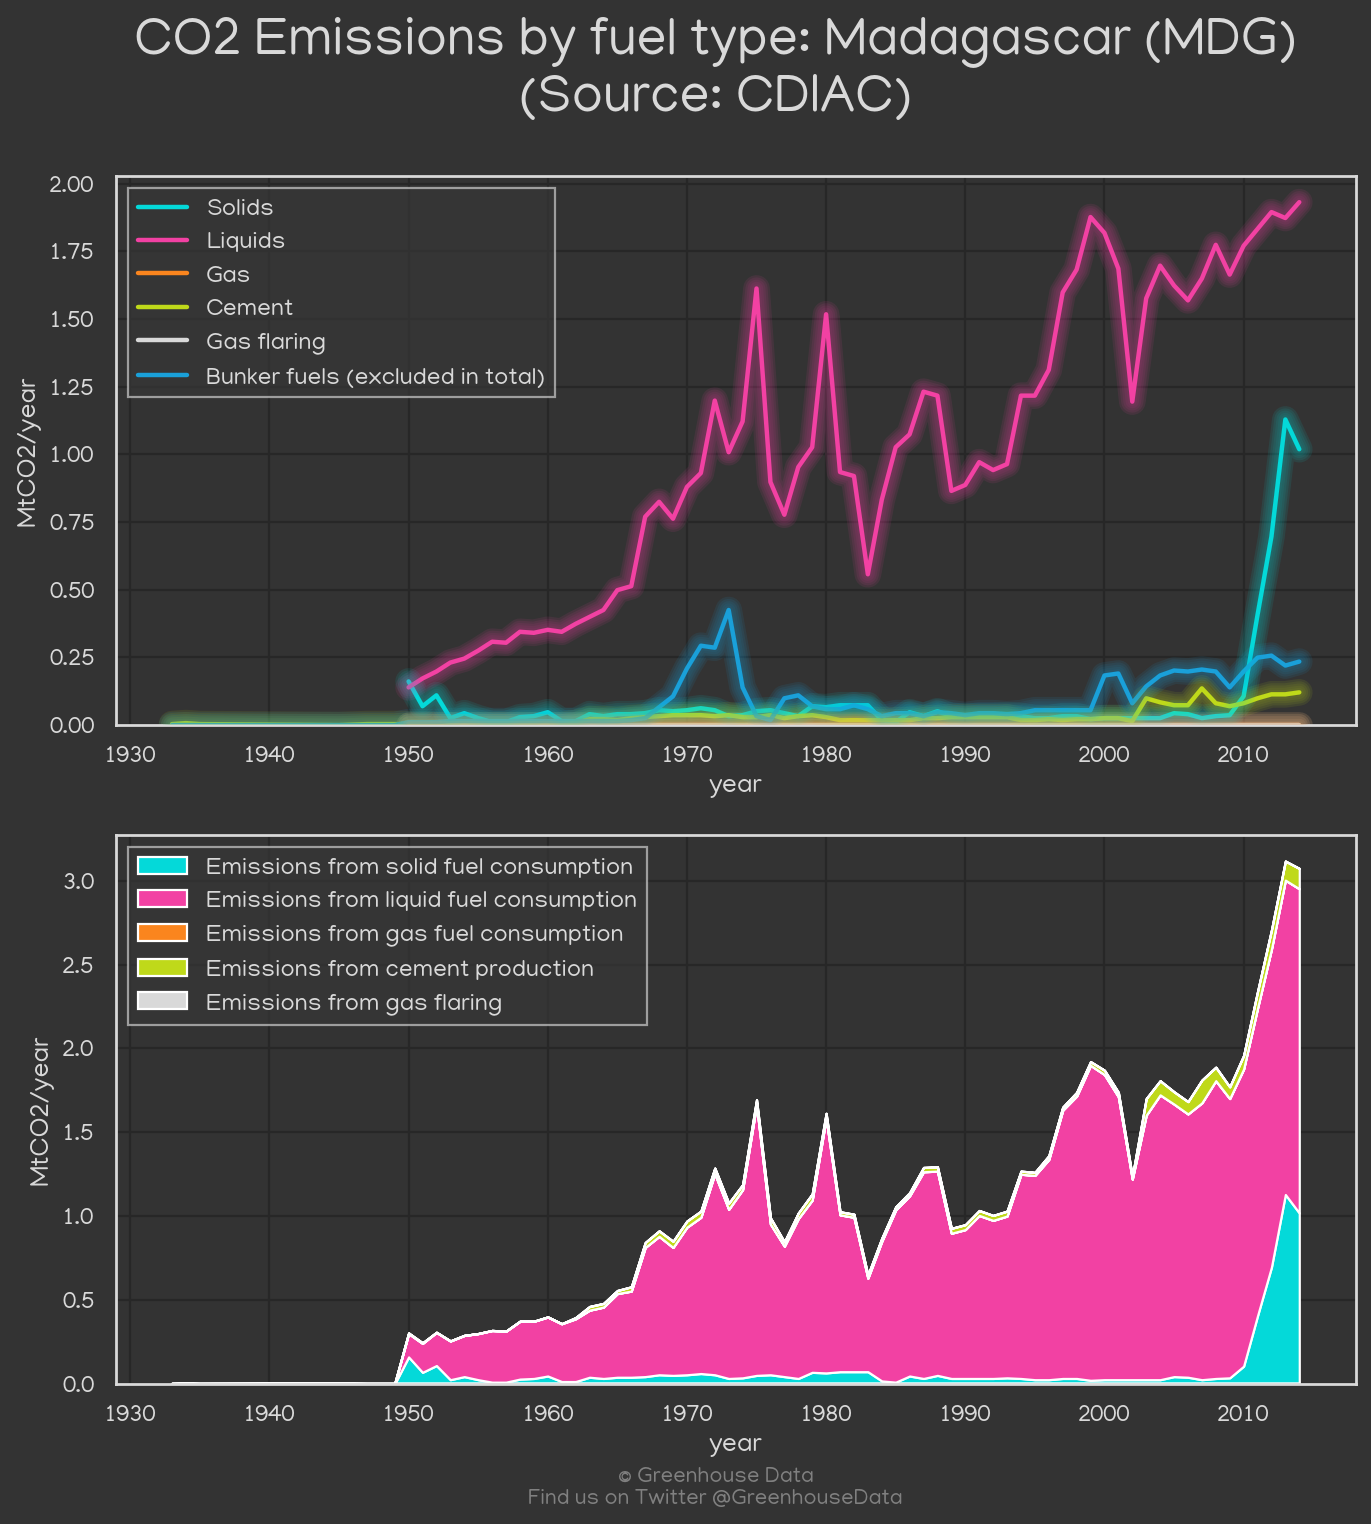 CO2 Emissions by fuel type: Madagascar (MDG)
(Source: CDIAC)
2.00
1.75
1.50
1.25
1.00
0.75
0.50
0.25
0.00
MtCO2/year
Solids
Liquids
Gas
Cement
Gas flaring
Bunker fuels (excluded in total)
1930 1940 1950 1960 1970 1980 1990 2000 2010
year
3.0
2.5
2.0
1.5
1.0
0.5
0.0
MtCO2/year
Emissions from solid fuel consumption
Emissions from liquid fuel consumption
Emissions from gas fuel consumption
Emissions from cement production
Emissions from gas flaring
1930 1940 1950 1960 1970 1980 1990 2000 2010
year
© Greenhouse Data
Find us on Twitter @GreenhouseData